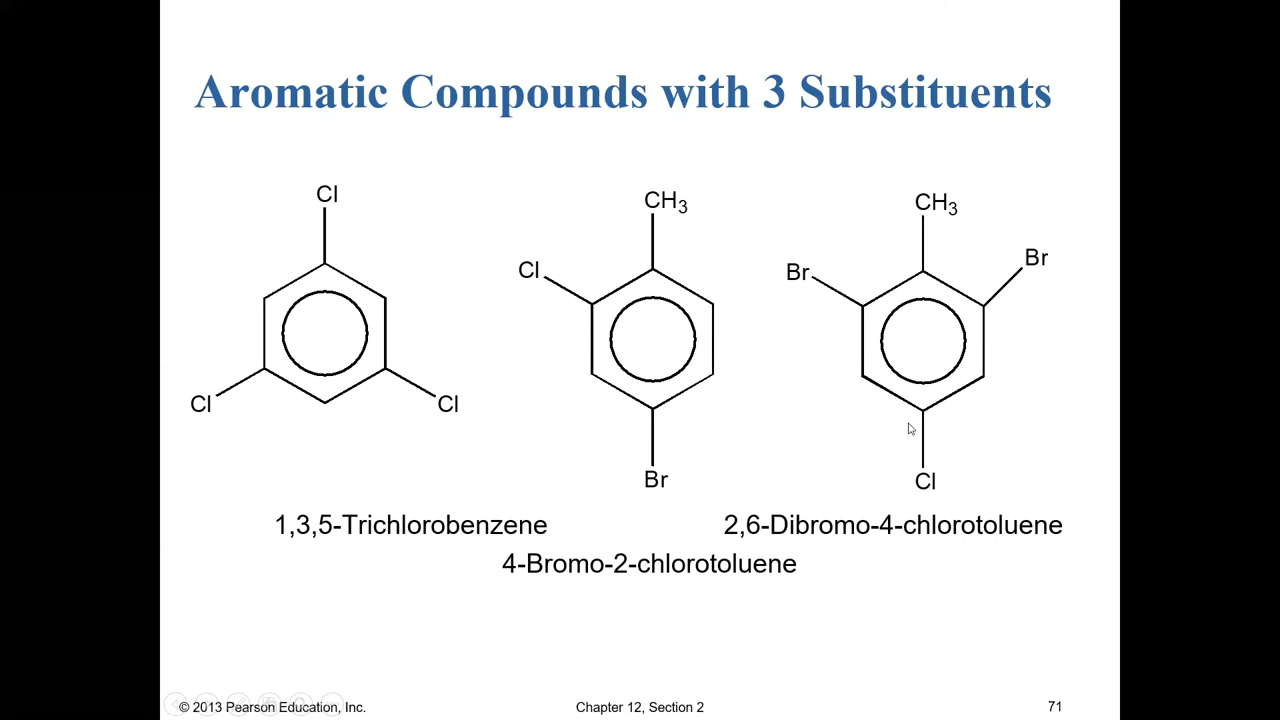 Aromatic Compounds with 3 Substituents
Cl
Cl
Cl
CH3
Cl
Br
CH3
Br
Br
Cl
1,3,5-Trichlorobenzene
4-Bromo-2-chlorotoluene
2,6-Dibromo-4-chlorotoluene
© 2013 Pearson Education, Inc.
Chapter 12, Section 2
71